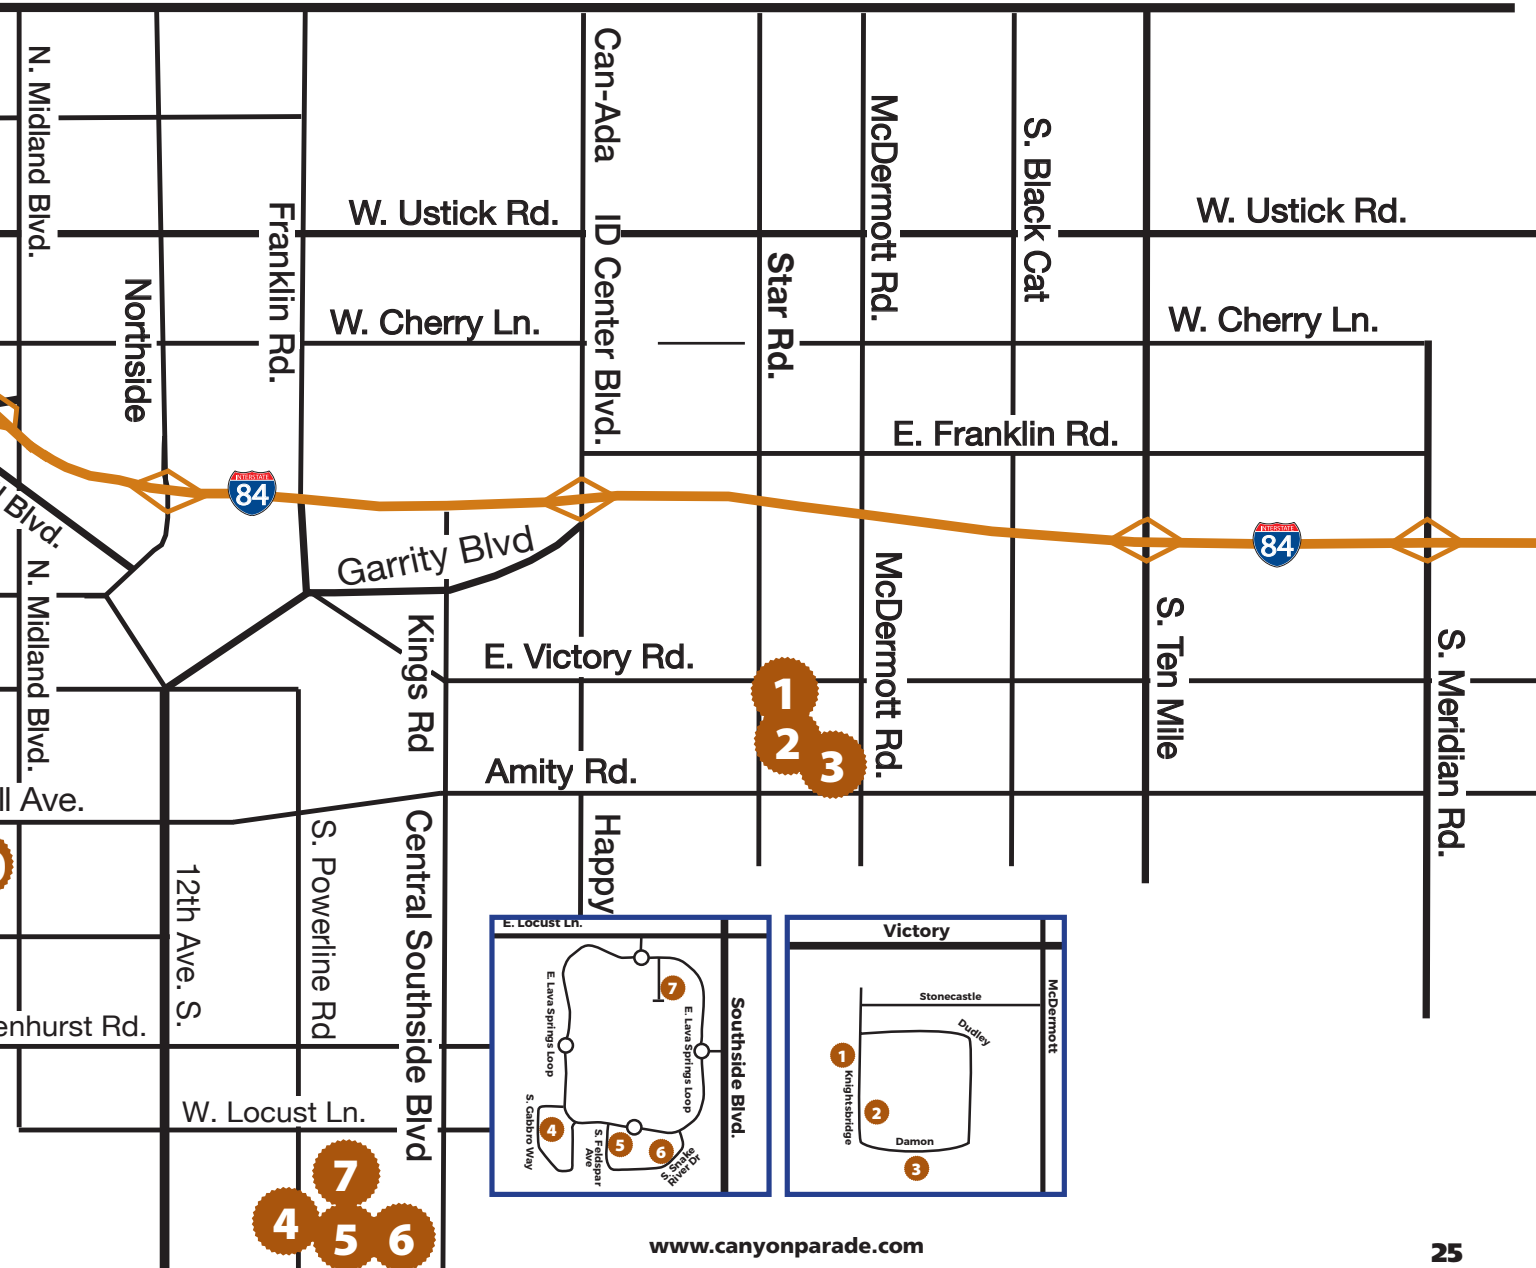 N. Midland Blvd.
Can-Ada
McDermott Rd.
S. Black Cat
Franklin Rd.
W. Ustick Rd.
ID Center Blvd.
W. Ustick Rd.
Northside
Star Rd.
W. Cherry Ln.
W. Cherry Ln.
E. Franklin Rd.
INTERSTATE
84
Blvd.
Garrity Blvd
INTERSTATE
84
N. Midland Blvd.
McDermott Rd.
S. Ten Mile
Kings Rd
E. Victory Rd.
S. Meridian Rd.
1
2
3
Amity Rd.
ll Ave.
S. Powerline Rd
Central Southside Blvd
Happy
12th Ave. S.
enhurst Rd.
W. Locust Ln.
7
4
5
6
E. Locust Ln.
E. Lava Springs Loop
7
E. Lava Springs Loop
Southside Blvd.
S. Gabbro Way
4
S. Feldspar
Ave
5
6
S. Snake
River Dr
Victory
McDermott
Stonecastle
Dudley
1
Knightsbridge
2
Damon
3
www.canyonparade.com
25